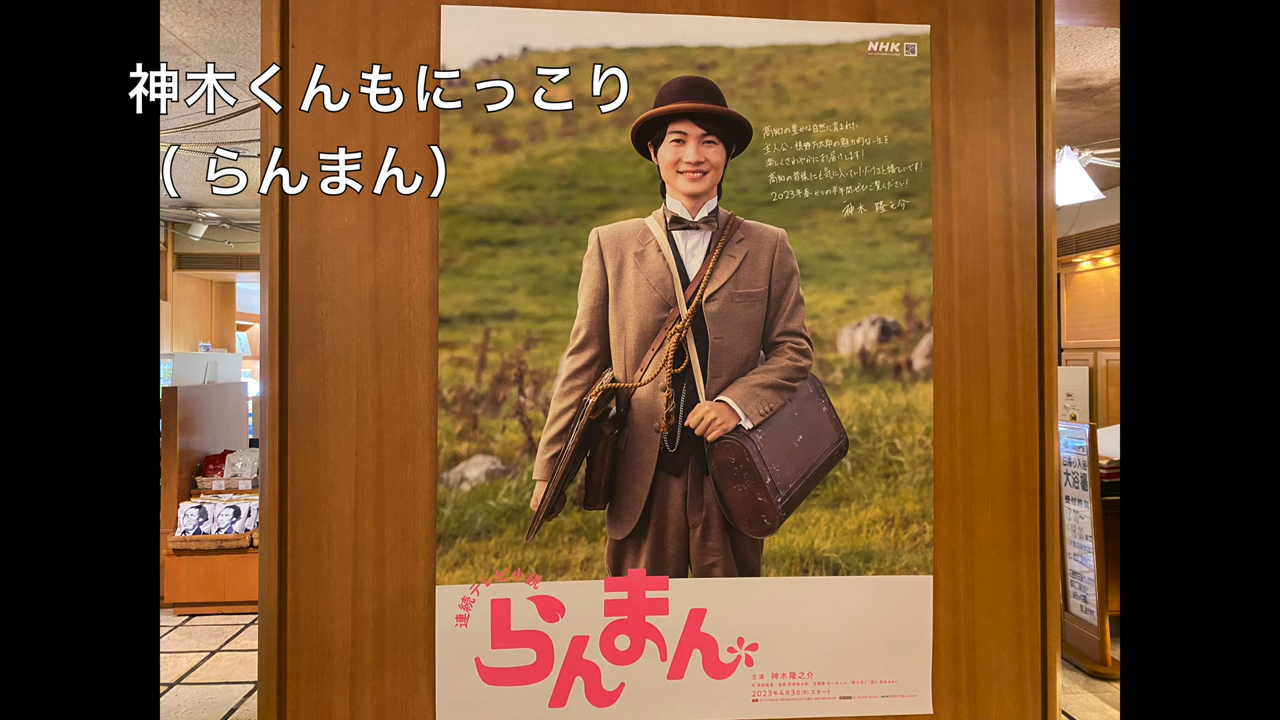 神木くんもにっこり
（らんまん）
NHK
高知の豊かな自然に育まれた
主人公・槙野万太郎の魅力的な一生を
楽しくさわやかにお届けします！
高知の皆様にも気に入っていただけると嬉しいです！
2023年春からの半年間ぜひご覧ください！
神木隆之介
連続テレビ小説
らんまん
主演 神木隆之介
2023年4月3日(月)スタート
大浴場